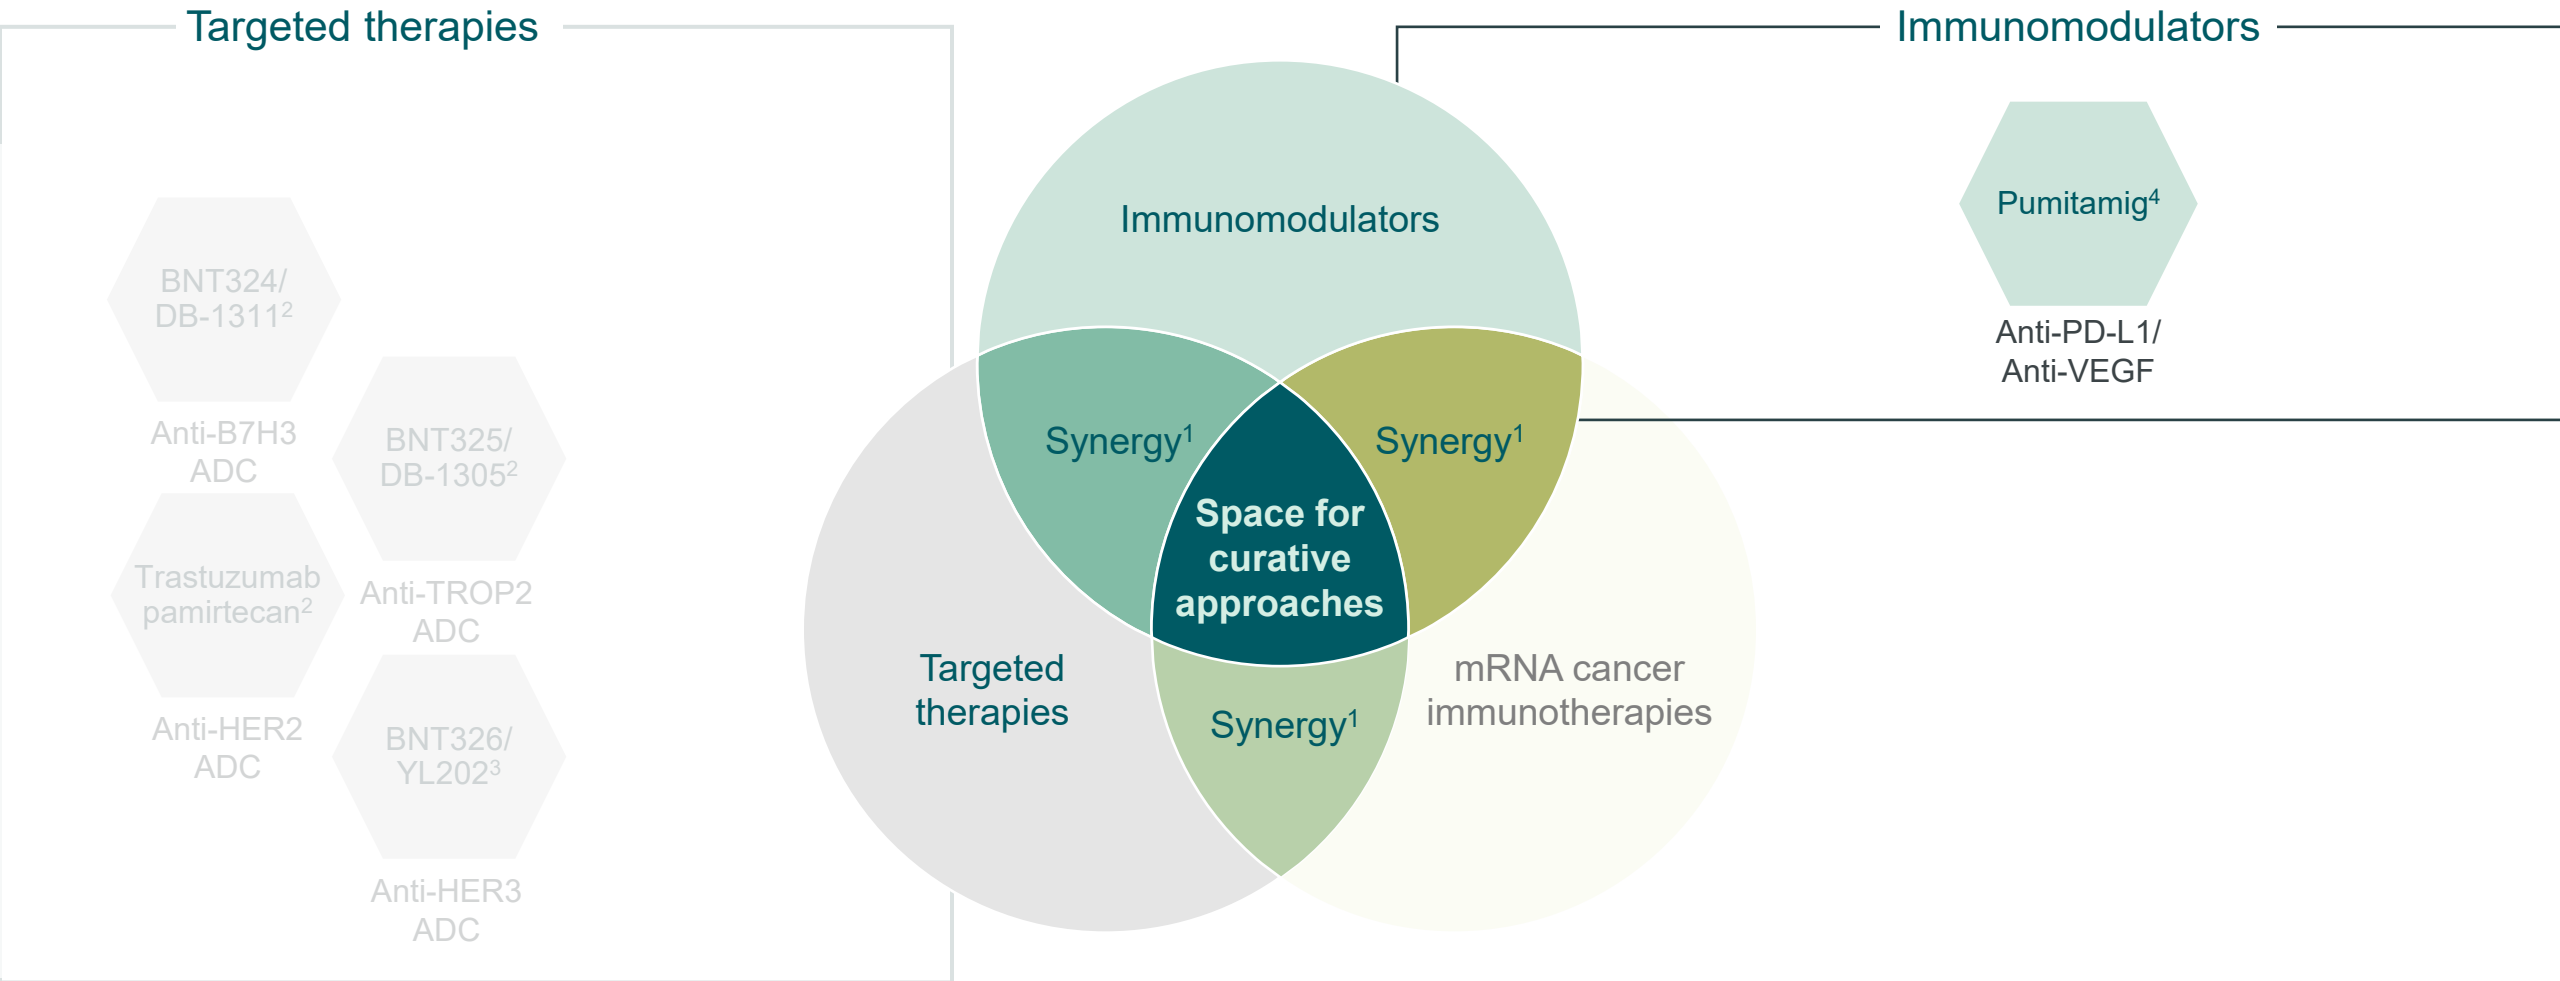 Targeted therapies
BNT324/
DB-1311²
Anti-B7H3
ADC
BNT325/
DB-1305²
Anti-TROP2
ADC
Trastuzumab
pamirtecan²
Anti-HER2
ADC
BNT326/
YL202³
Anti-HER3
ADC
Immunomodulators
Synergy¹
Synergy¹
Space for
curative
approaches
Targeted
therapies
mRNA cancer
immunotherapies
Synergy¹
Immunomodulators
Pumitamig⁴
Anti-PD-L1/
Anti-VEGF